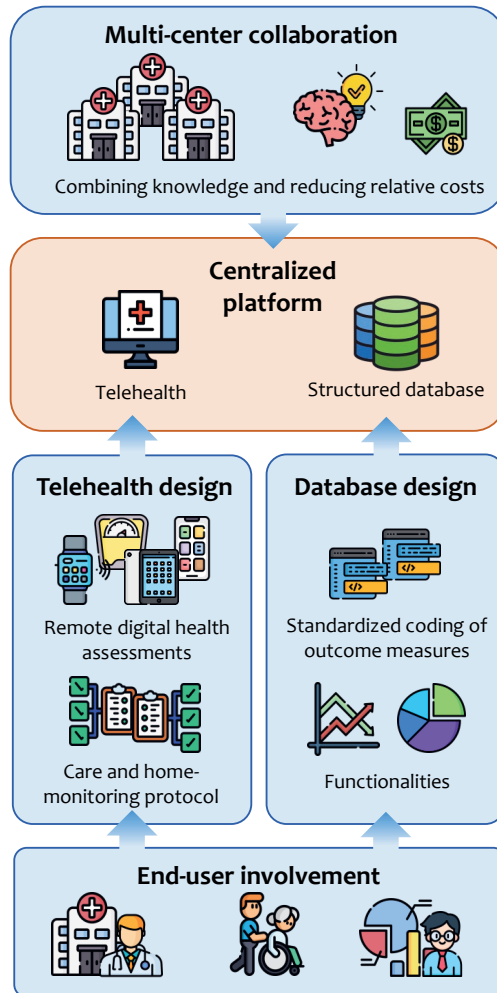 Multi-center collaboration
Combining knowledge and reducing relative costs
Centralized
platform
Telehealth
Structured database
Telehealth design
Remote digital health
assessments
Care and home-
monitoring protocol
Database design
Standardized coding of
outcome measures
Functionalities
End-user involvement